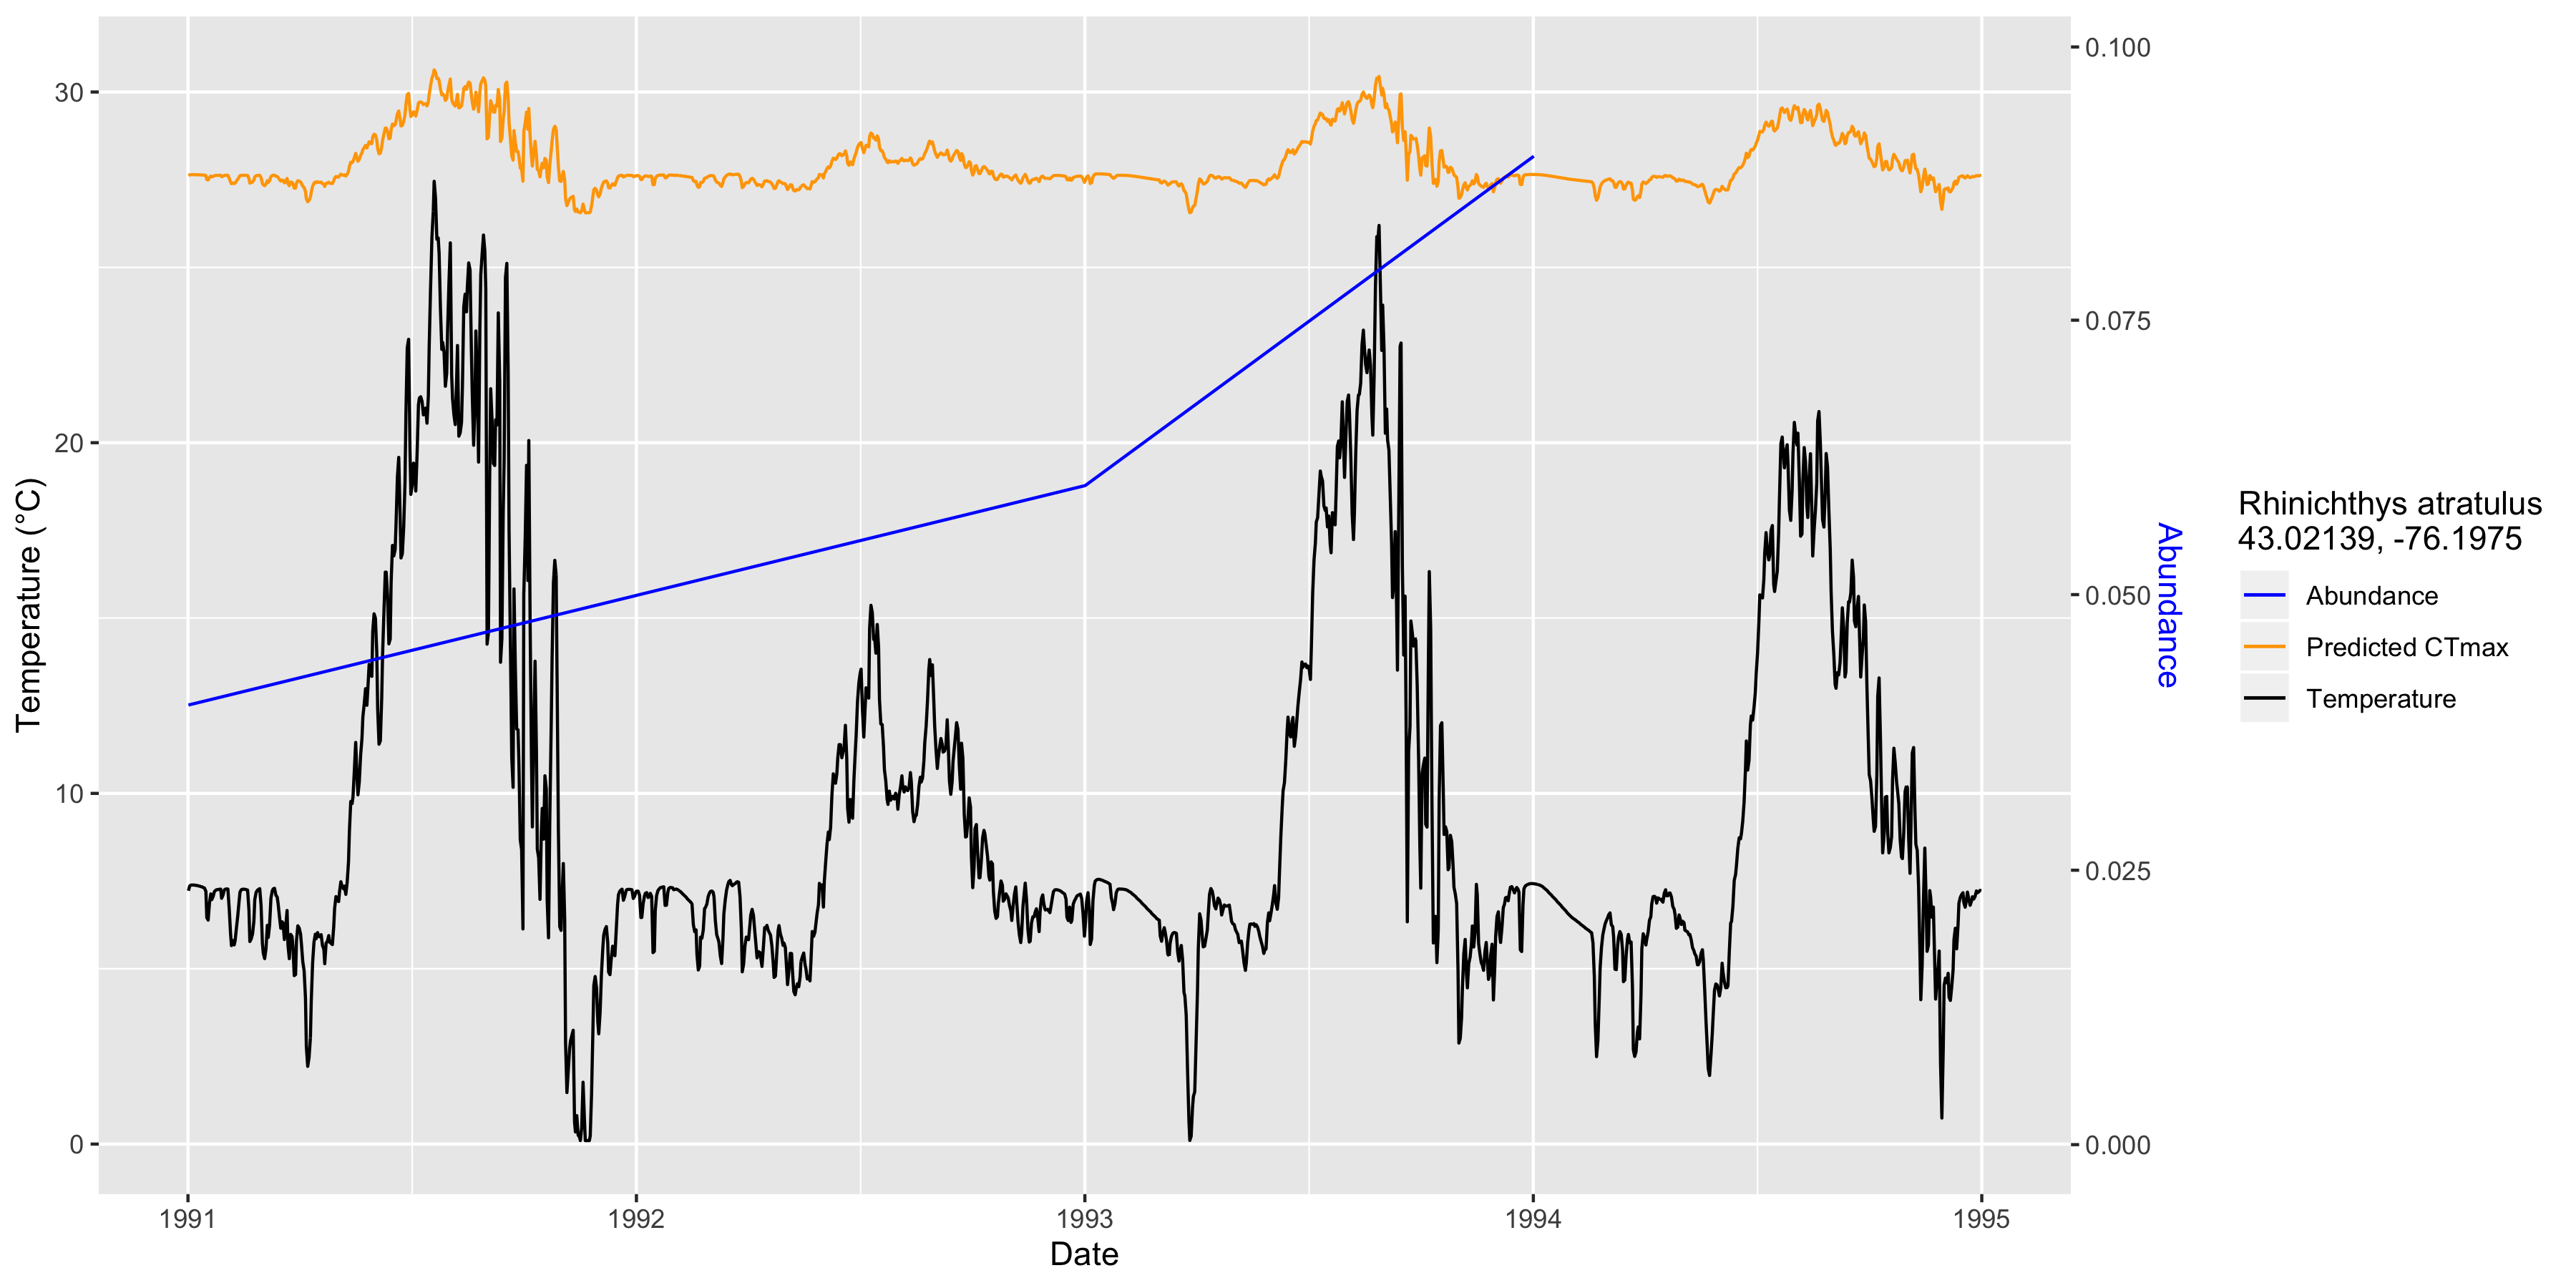 30
20
10
0
Temperature (°C)
1991
1992
1993
1994
1995
Date
0.100
0.075
0.050
0.025
0.000
Abundance
Rhinichthys atratulus
43.02139, -76.1975
Abundance
Predicted CTmax
Temperature